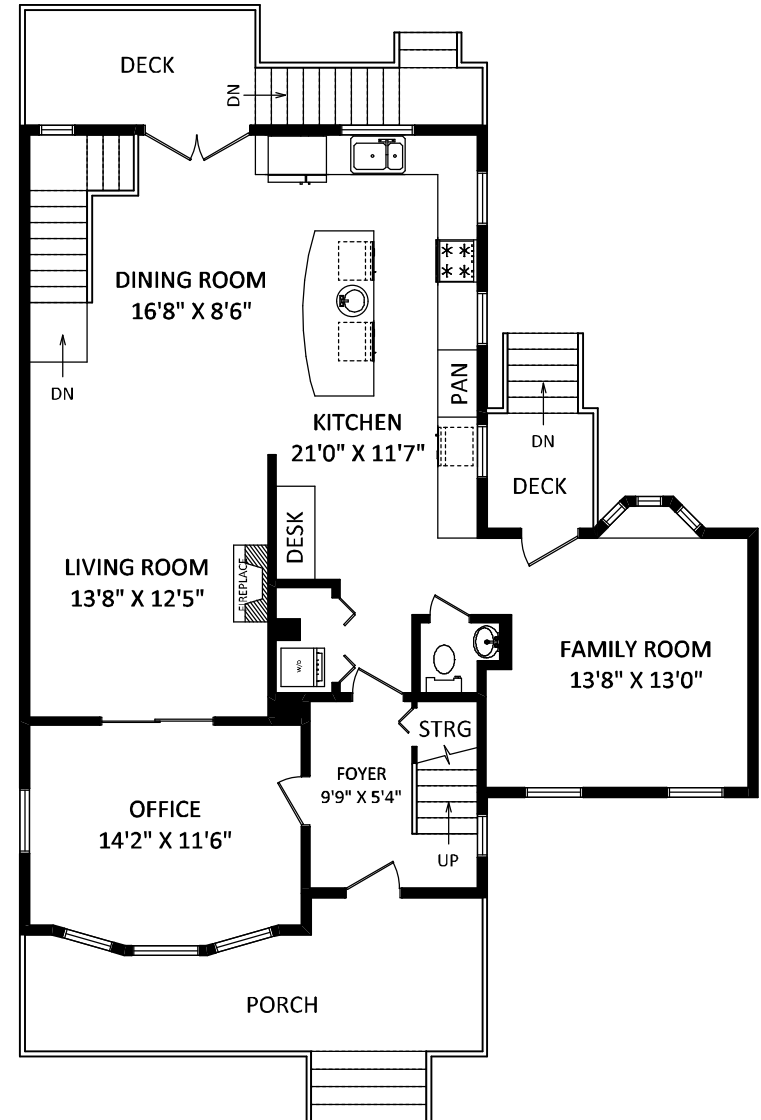 DECK
DN
DINING ROOM
16'8" X 8'6"
DN
PAN
KITCHEN
21'0" X 11'7"
DN
DECK
DESK
LIVING ROOM
13'8" X 12'5"
FIREPLACE
FAMILY ROOM
13'8" X 13'0"
W/D
STRG
FOYER
9'9" X 5'4"
OFFICE
14'2" X 11'6"
UP
PORCH